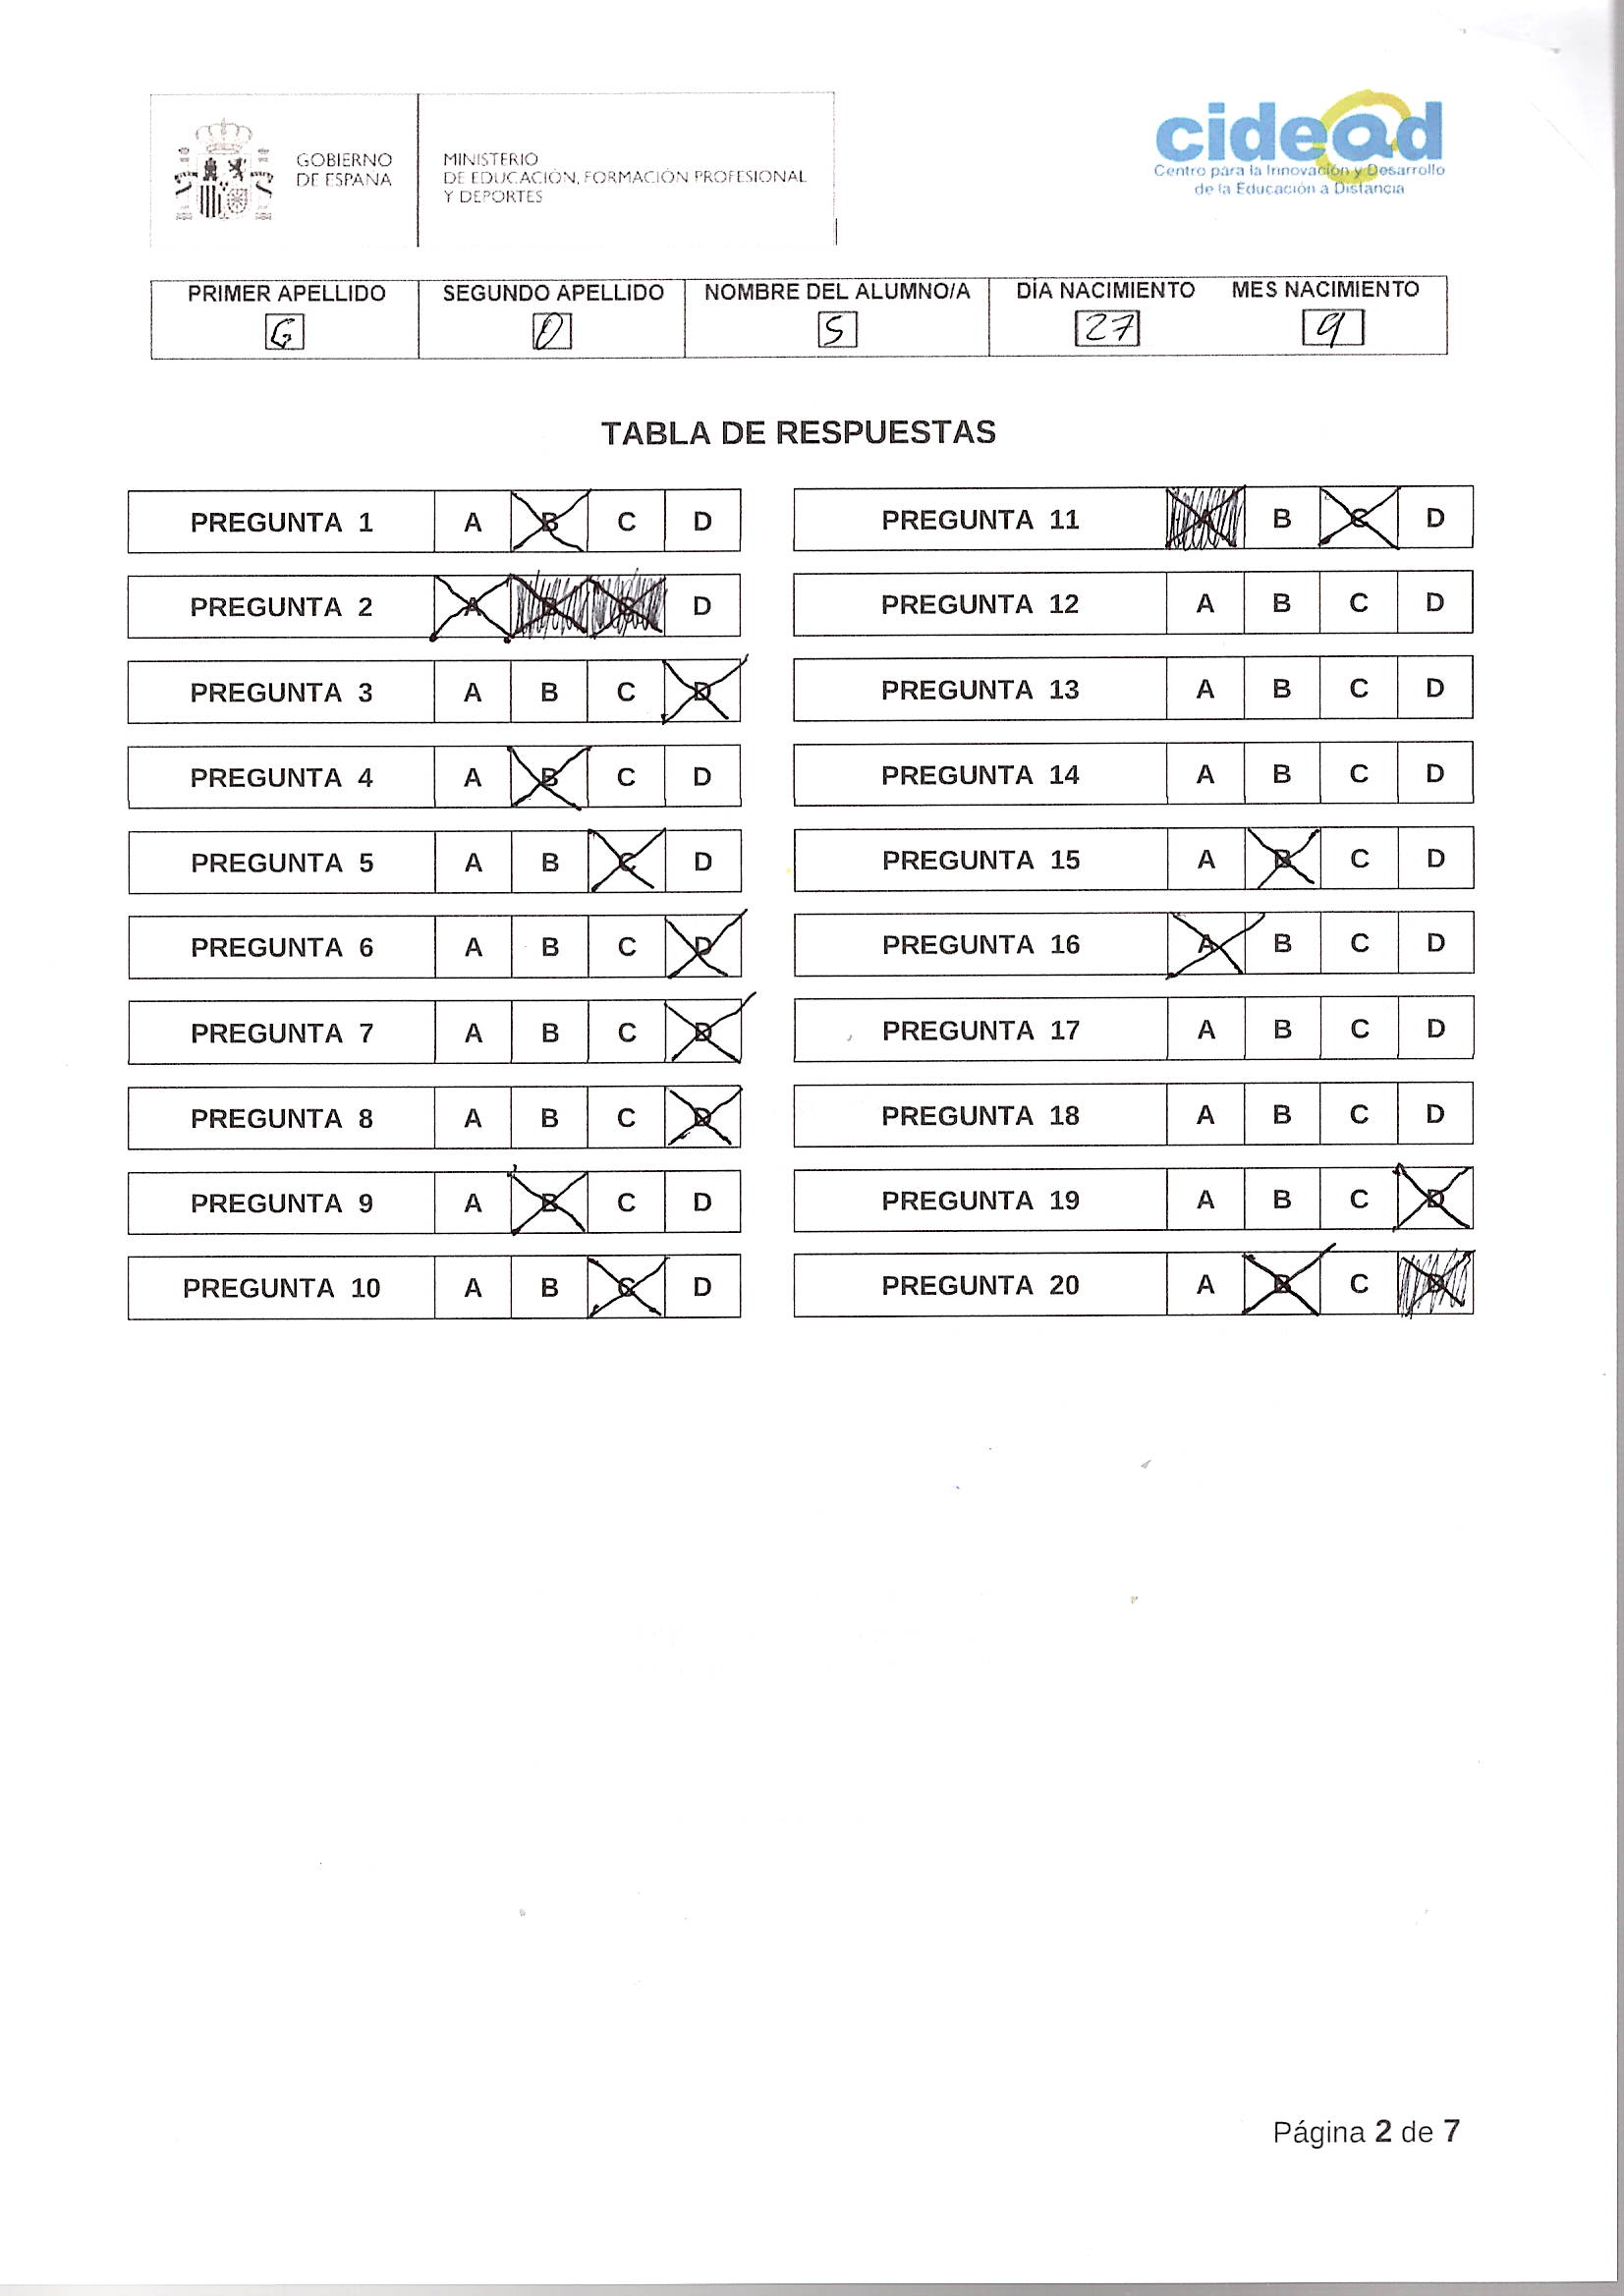 GOBIERNO
DE ESPAÑA
MINISTERIO
DE EDUCACIÓN, FORMACIÓN PROFESIONAL
Y DEPORTES
cide@d
Centro para la Innovación y Desarrollo
de la Educación a Distancia
PRIMER APELLIDO SEGUNDO APELLIDO NOMBRE DEL ALUMNO/A DÍA NACIMIENTO MES NACIMIENTO
G O S 27 9
TABLA DE RESPUESTAS
PREGUNTA 1 A B C D
PREGUNTA 2 A B C D
PREGUNTA 3 A B C D
PREGUNTA 4 A B C D
PREGUNTA 5 A B C D
PREGUNTA 6 A B C D
PREGUNTA 7 A B C D
PREGUNTA 8 A B C D
PREGUNTA 9 A B C D
PREGUNTA 10 A B C D
PREGUNTA 11 A B C D
PREGUNTA 12 A B C D
PREGUNTA 13 A B C D
PREGUNTA 14 A B C D
PREGUNTA 15 A B C D
PREGUNTA 16 A B C D
PREGUNTA 17 A B C D
PREGUNTA 18 A B C D
PREGUNTA 19 A B C D
PREGUNTA 20 A B C D
Página 2 de 7